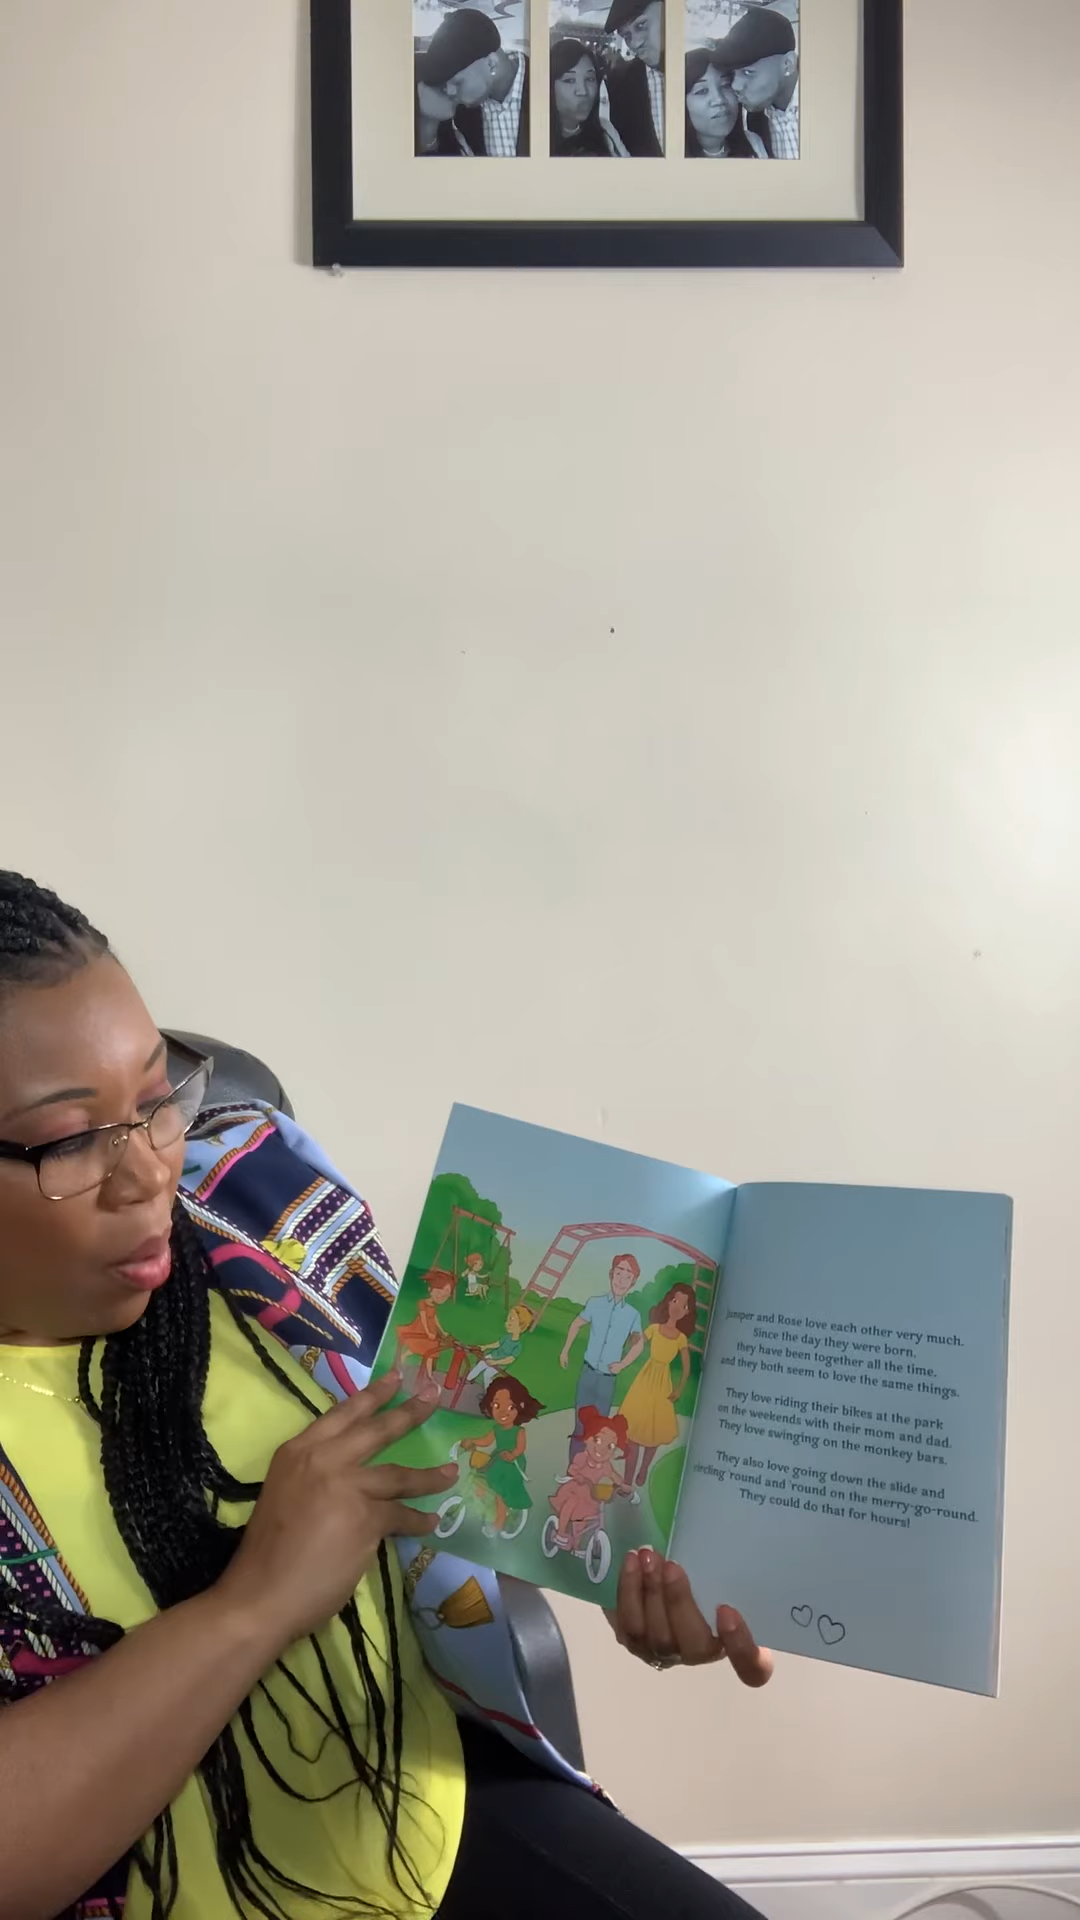 Juniper and Rose love each other very much.
Since the day they were born,
they have been together all the time,
and they both seem to love the same things.
They love riding their bikes at the park
on the weekends with their mom and dad.
They love swinging on the monkey bars.
They also love going down the slide and
circling 'round and 'round on the merry-go-round.
They could do that for hours!